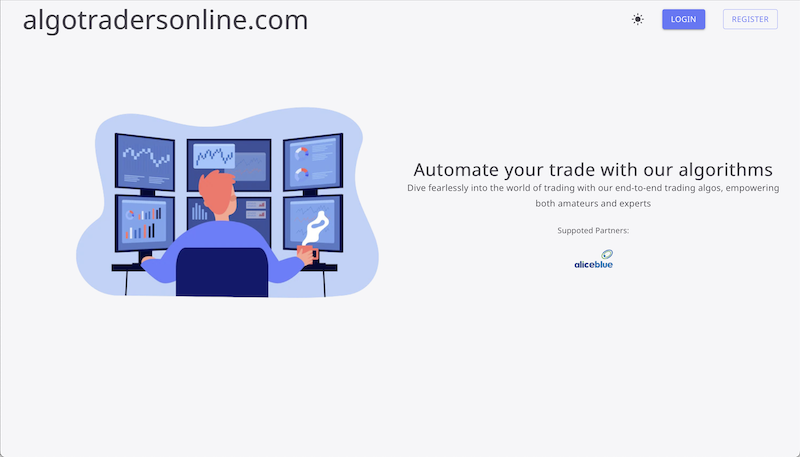 algotradersonline.com
LOGIN
REGISTER
Automate your trade with our algorithms
Dive fearlessly into the world of trading with our end-to-end trading algos, empowering
both amateurs and experts
Suppoted Partners:
aliceblue